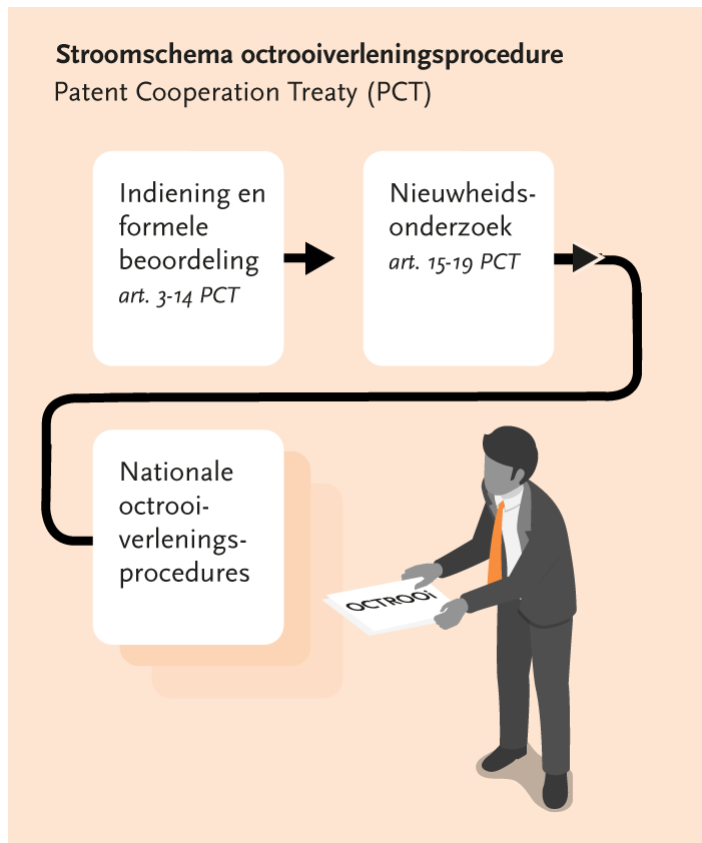 Stroomschema octrooiverleningsprocedure
Patent Cooperation Treaty (PCT)
Indiening en
formele
beoordeling
art. 3-14 PCT
Nieuwheids-
onderzoek
art. 15-19 PCT
Nationale
octrooi-
verlenings-
procedures
OCTROOi